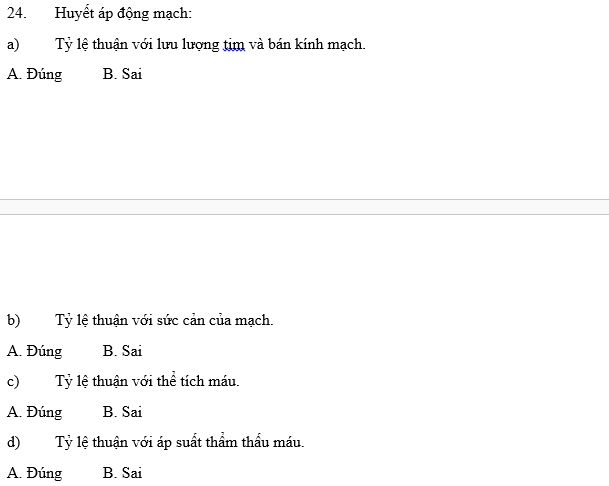 24. Huyết áp động mạch:
a) Tỷ lệ thuận với lưu lượng tim và bán kính mạch.
A. Đúng B. Sai
b) Tỷ lệ thuận với sức cản của mạch.
A. Đúng B. Sai
c) Tỷ lệ thuận với thể tích máu.
A. Đúng B. Sai
d) Tỷ lệ thuận với áp suất thẩm thấu máu.
A. Đúng B. Sai